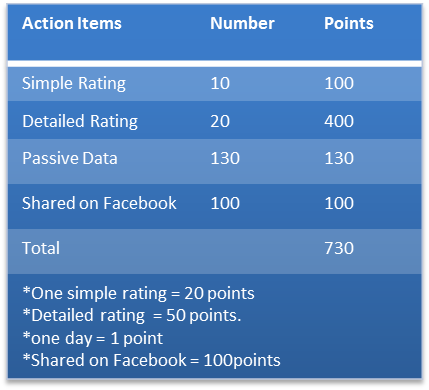 Action Items Number Points
Simple Rating 10 100
Detailed Rating 20 400
Passive Data 130 130
Shared on Facebook 100 100
Total 730
*One simple rating = 20 points
*Detailed rating = 50 points.
*one day = 1 point
*Shared on Facebook = 100points